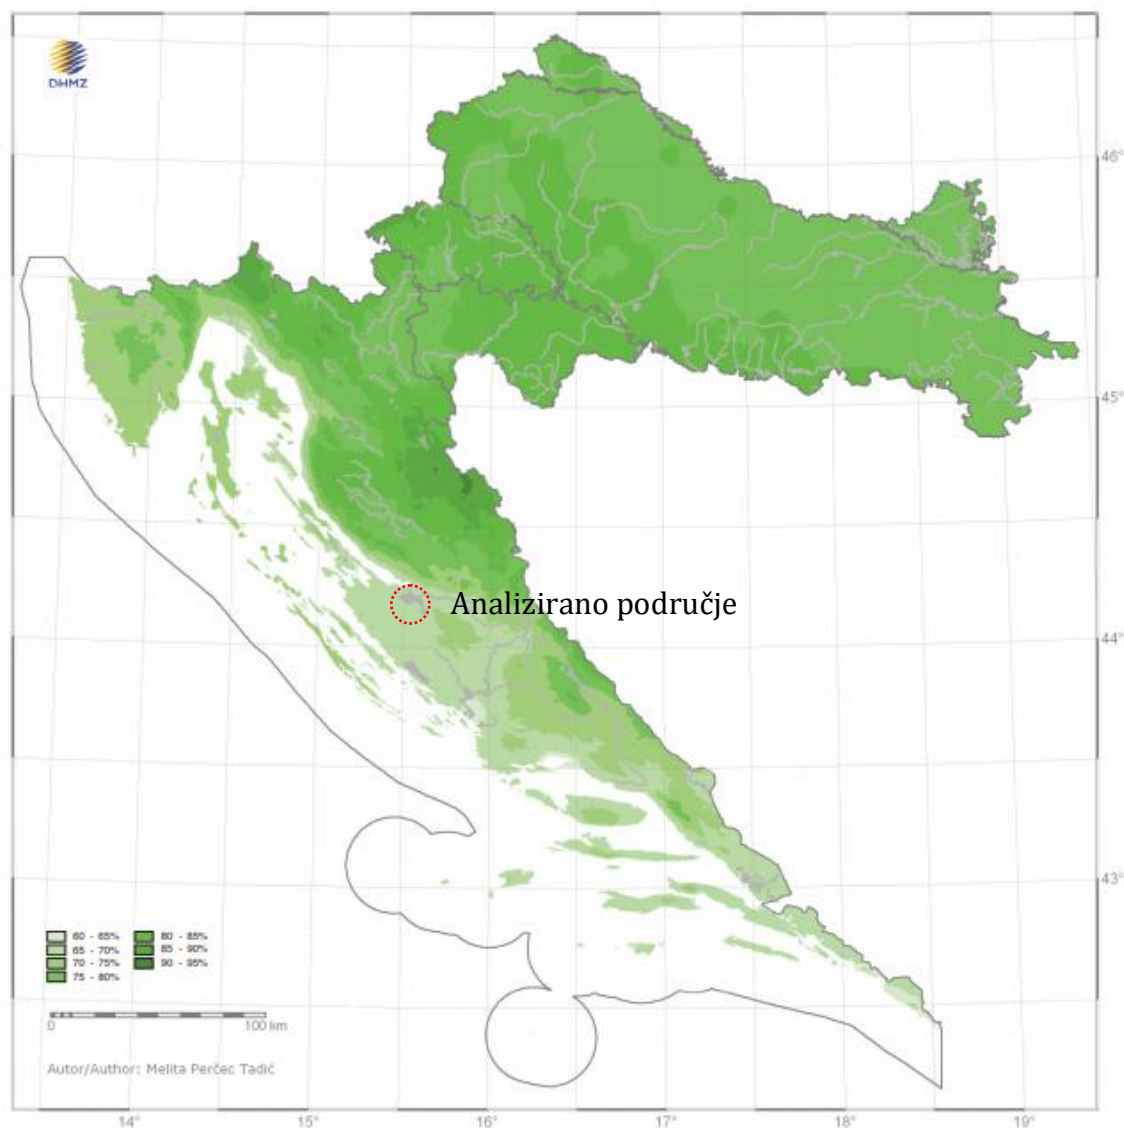 DHMZ
46°
45°
Analizirano područje
44°
43°
60 - 65%
65 - 70%
70 - 75%
75 - 80%
80 - 85%
85 - 90%
90 - 95%
0 100 km
Autor/Author: Melita Perčec Tadić
14° 15° 16° 17° 18° 19°